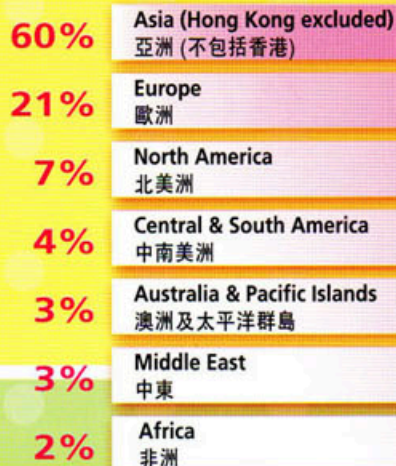 60%
Asia (Hong Kong excluded)
亞洲 (不包括香港)
21%
Europe
歐洲
7%
North America
北美洲
4%
Central & South America
中南美洲
3%
Australia & Pacific Islands
澳洲及太平洋群島
3%
Middle East
中東
2%
Africa
非洲